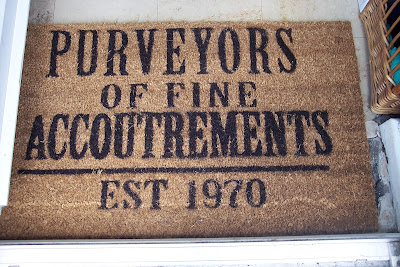 PURVEYORS
OF FINE
ACCOUTREMENTS
EST 1970